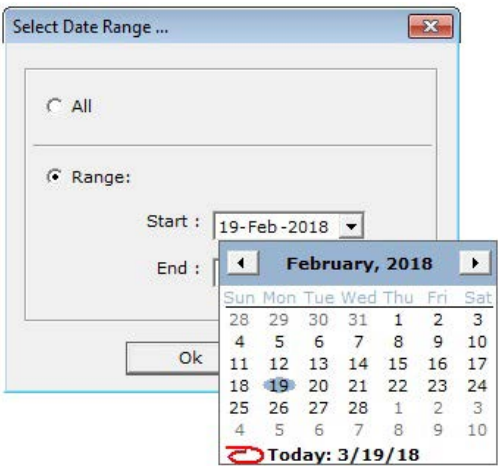 Select Date Range ...
All
Range:
Start : 19-Feb-2018
End :
February, 2018
Sun Mon Tue Wed Thu Fri Sat
28 29 30 31 1 2 3
4 5 6 7 8 9 10
11 12 13 14 15 16 17
18 19 20 21 22 23 24
25 26 27 28 1 2 3
4 5 6 7 8 9 10
Ok
Today: 3/19/18